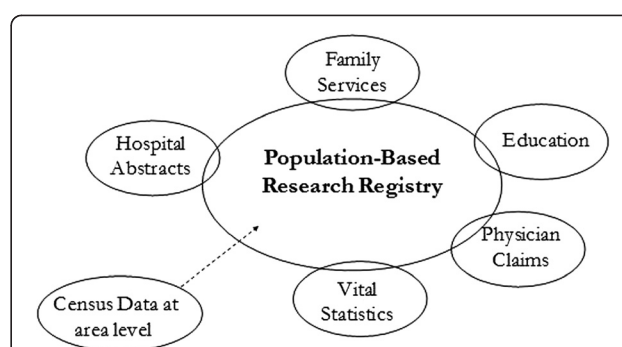 Family
Services
Hospital
Abstracts
Education
Population-Based
Research Registry
Physician
Claims
Census Data at
area level
Vital
Statistics